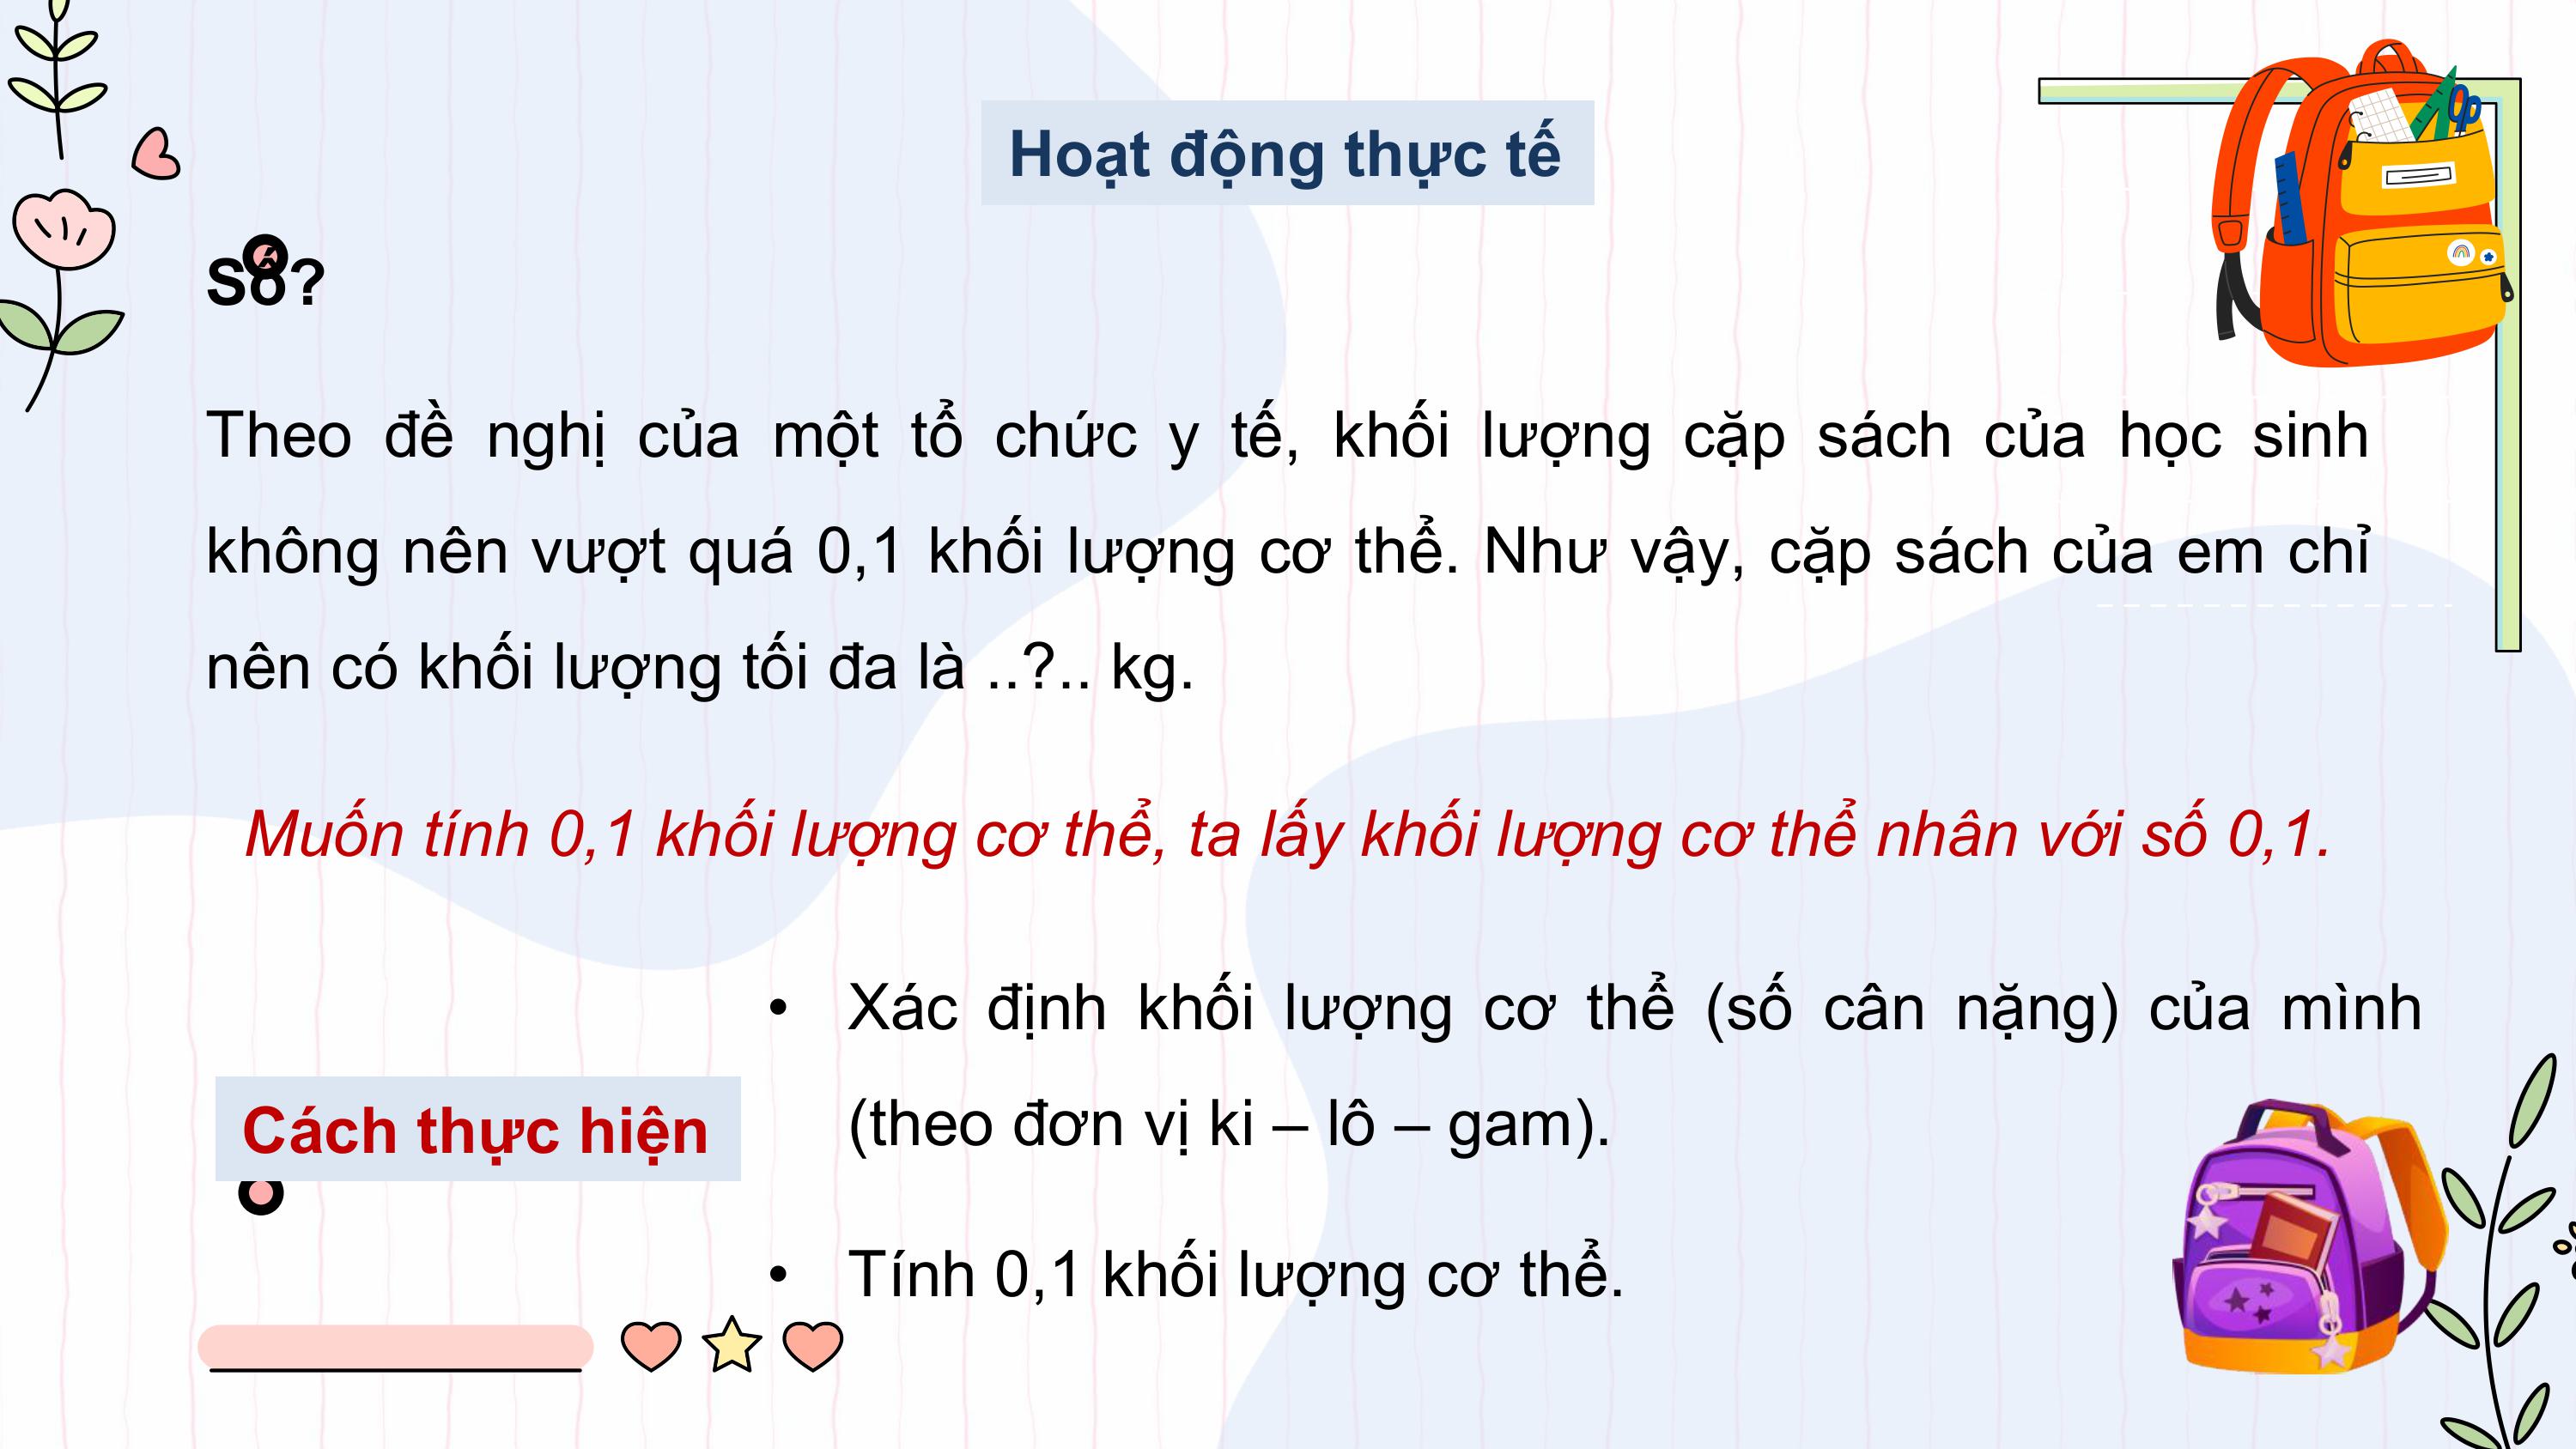 Hoạt động thực tế
Số?
Theo đề nghị của một tổ chức y tế, khối lượng cặp sách của học sinh
không nên vượt quá 0,1 khối lượng cơ thể. Như vậy, cặp sách của em chỉ
nên có khối lượng tối đa là ..?.. kg.
Muốn tính 0,1 khối lượng cơ thể, ta lấy khối lượng cơ thể nhân với số 0,1.
• Xác định khối lượng cơ thể (số cân nặng) của mình
(theo đơn vị ki – lô – gam).
Cách thực hiện
• Tính 0,1 khối lượng cơ thể.